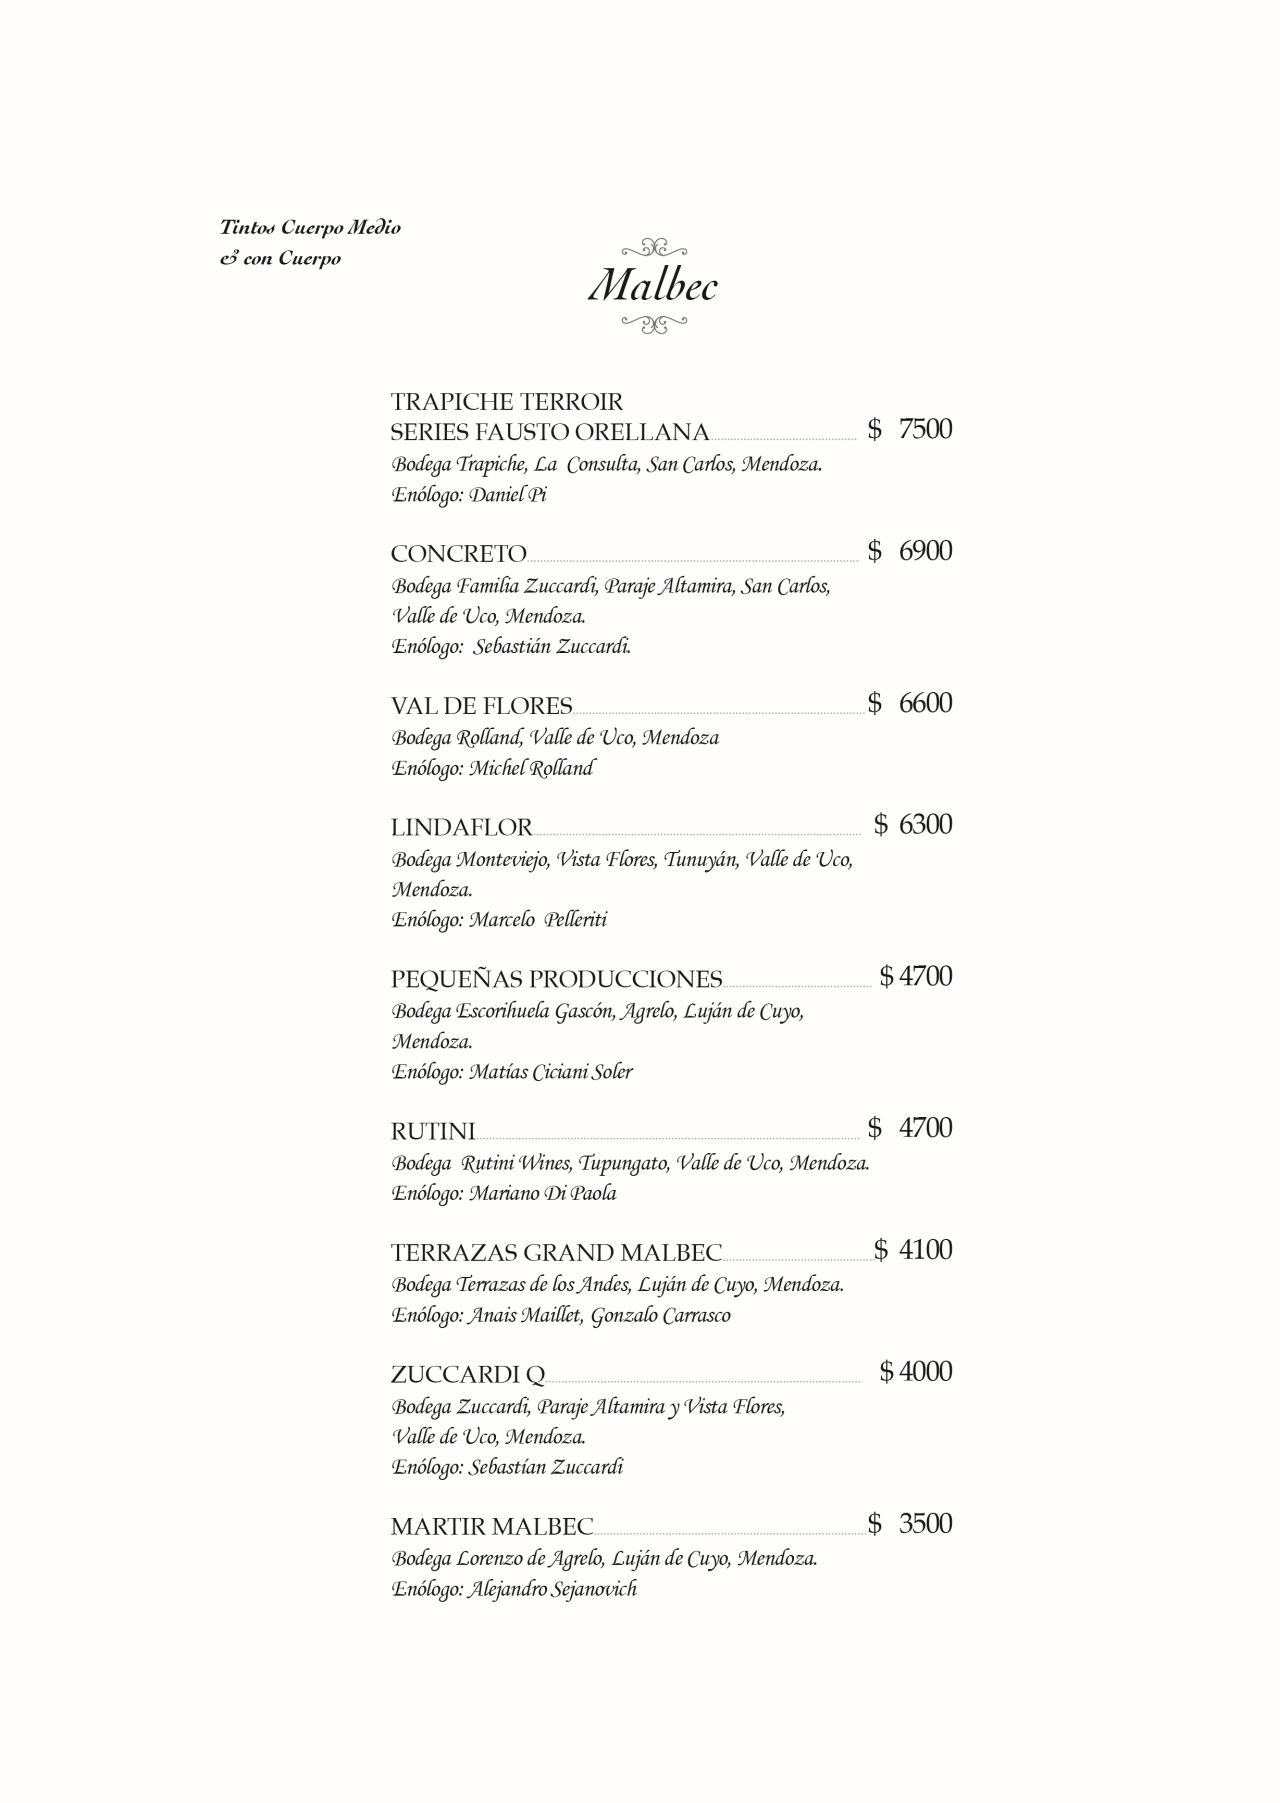 Tintos Cuerpo Medio
& con Cuerpo
Malbec
TRAPICHE TERROIR
SERIES FAUSTO ORELLANA $ 7500
Bodega Trapiche, La Consulta, San Carlos, Mendoza.
Enólogo: Daniel Pi
CONCRETO $ 6900
Bodega Familia Zuccardi, Paraje Altamira, San Carlos,
Valle de Uco, Mendoza.
Enólogo: Sebastián Zuccardi.
VAL DE FLORES $ 6600
Bodega Rolland, Valle de Uco, Mendoza
Enólogo: Michel Rolland
LINDAFLOR $ 6300
Bodega Monteviejo, Vista Flores, Tunuyán, Valle de Uco,
Mendoza.
Enólogo: Marcelo Pelleriti
PEQUEÑAS PRODUCCIONES $ 4700
Bodega Escorihuela Gascón, Agrelo, Luján de Cuyo,
Mendoza.
Enólogo: Matías Ciciani Soler
RUTINI $ 4700
Bodega Rutini Wines, Tupungato, Valle de Uco, Mendoza.
Enólogo: Mariano Di Paola
TERRAZAS GRAND MALBEC $ 4100
Bodega Terrazas de los Andes, Luján de Cuyo, Mendoza.
Enólogo: Anais Maillet, Gonzalo Carrasco
ZUCCARDI Q $ 4000
Bodega Zuccardi, Paraje Altamira y Vista Flores,
Valle de Uco, Mendoza.
Enólogo: Sebastían Zuccardi
MARTIR MALBEC $ 3500
Bodega Lorenzo de Agrelo, Luján de Cuyo, Mendoza.
Enólogo: Alejandro Sejanovich